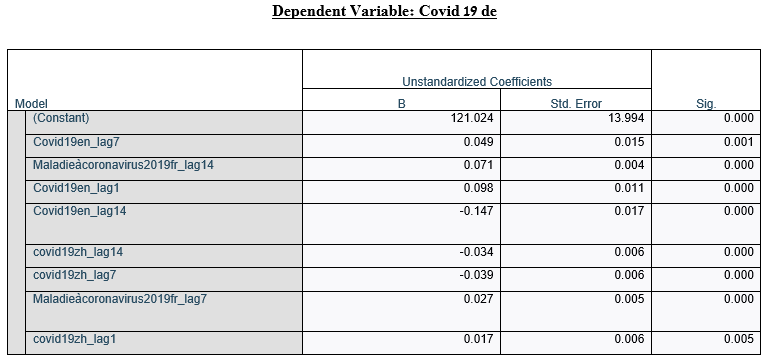 Dependent Variable: Covid 19 de
Unstandardized Coefficients
Model B Std. Error Sig.
(Constant) 121.024 13.994 0.000
Covid19en_lag7 0.049 0.015 0.001
Maladieàcoronavirus2019fr_lag14 0.071 0.004 0.000
Covid19en_lag1 0.098 0.011 0.000
Covid19en_lag14 -0.147 0.017 0.000
covid19zh_lag14 -0.034 0.006 0.000
covid19zh_lag7 -0.039 0.006 0.000
Maladieàcoronavirus2019fr_lag7 0.027 0.005 0.000
covid19zh_lag1 0.017 0.006 0.005